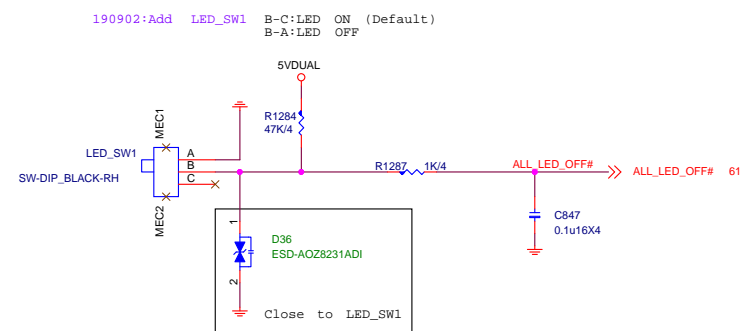 190902:Add LED_SW1 B-C:LED ON (Default)
B-A:LED OFF
5VDUAL
MEC1
R1284
47K/4
LED_SW1
SW-DIP_BLACK-RH
A
B
C
MEC2
R1287 1K/4
ALL_LED_OFF#
ALL_LED_OFF# 61
1
D36
ESD-AOZ8231ADI
2
C847
0.1u16X4
Close to LED_SW1